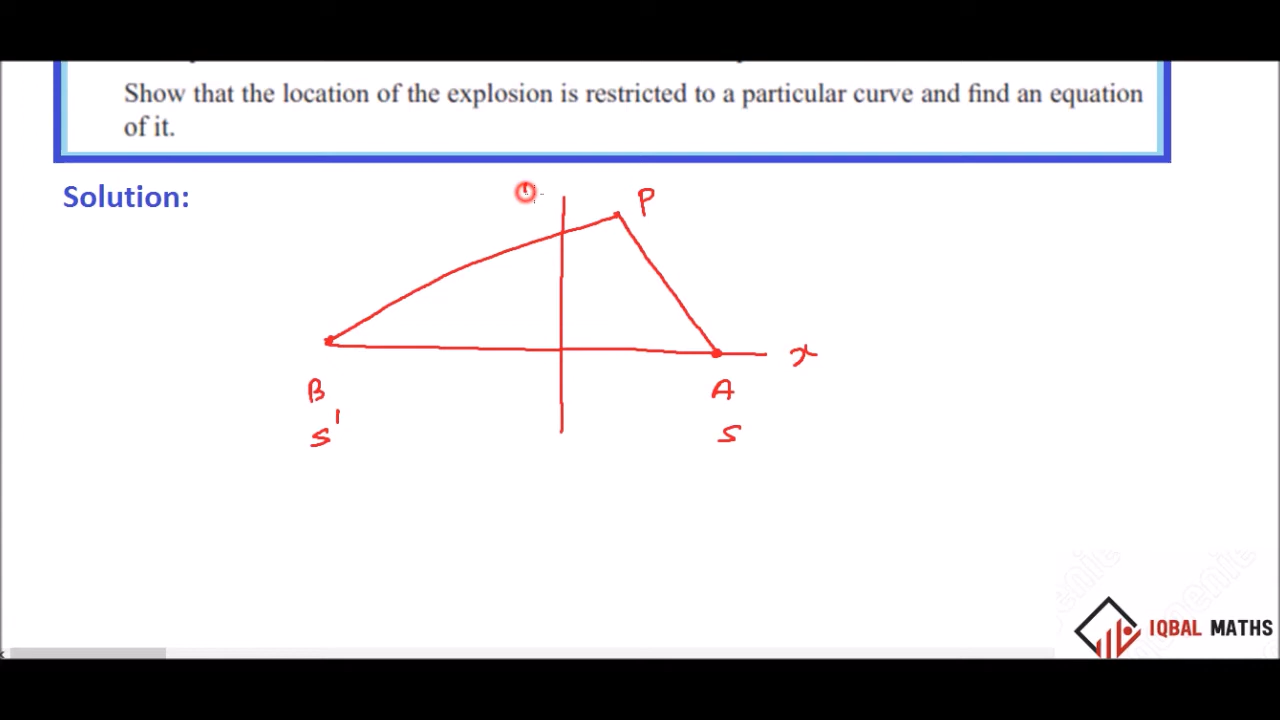 Show that the location of the explosion is restricted to a particular curve and find an equation
of it.
Solution:
P
x
B
A
S'
S
IQBAL MATHS